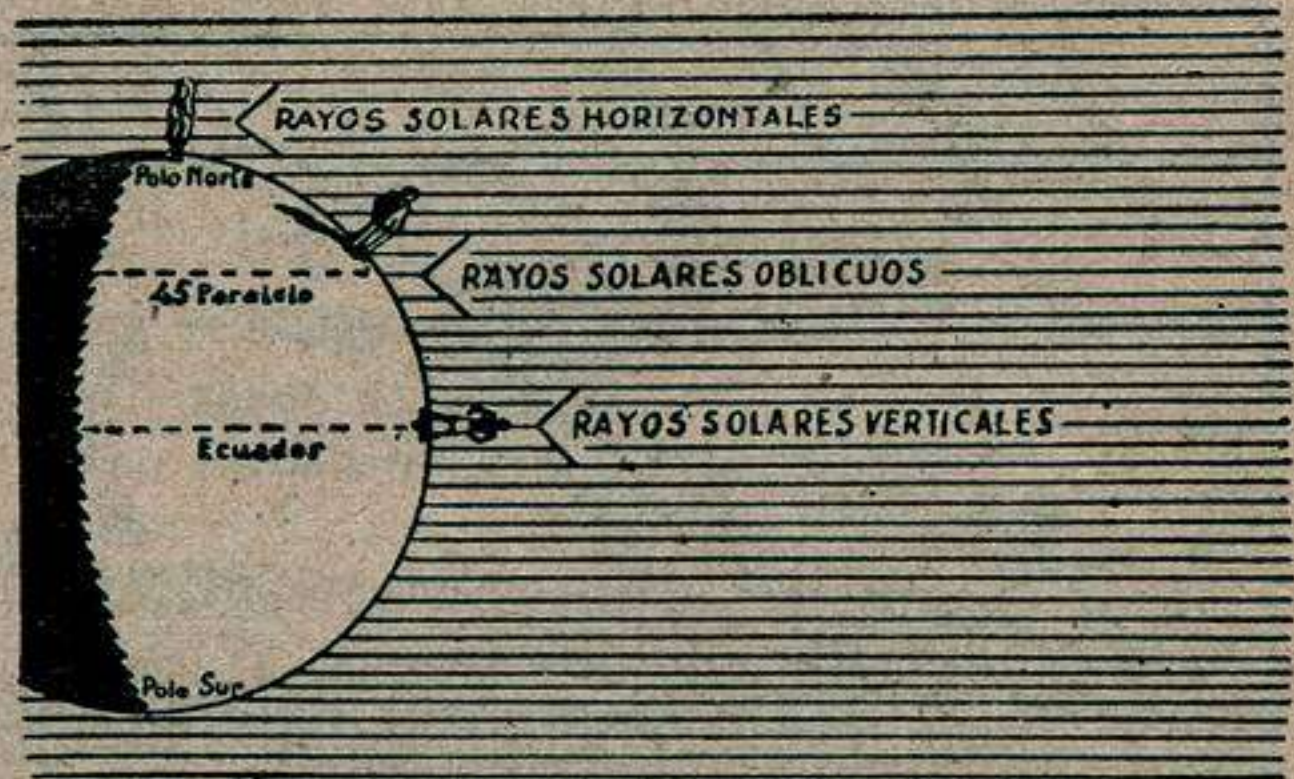 RAYOS SOLARES HORIZONTALES
Polo Norte
RAYOS SOLARES OBLICUOS
45 Paralelo
RAYOS SOLARES VERTICALES
Ecuador
Polo Sur